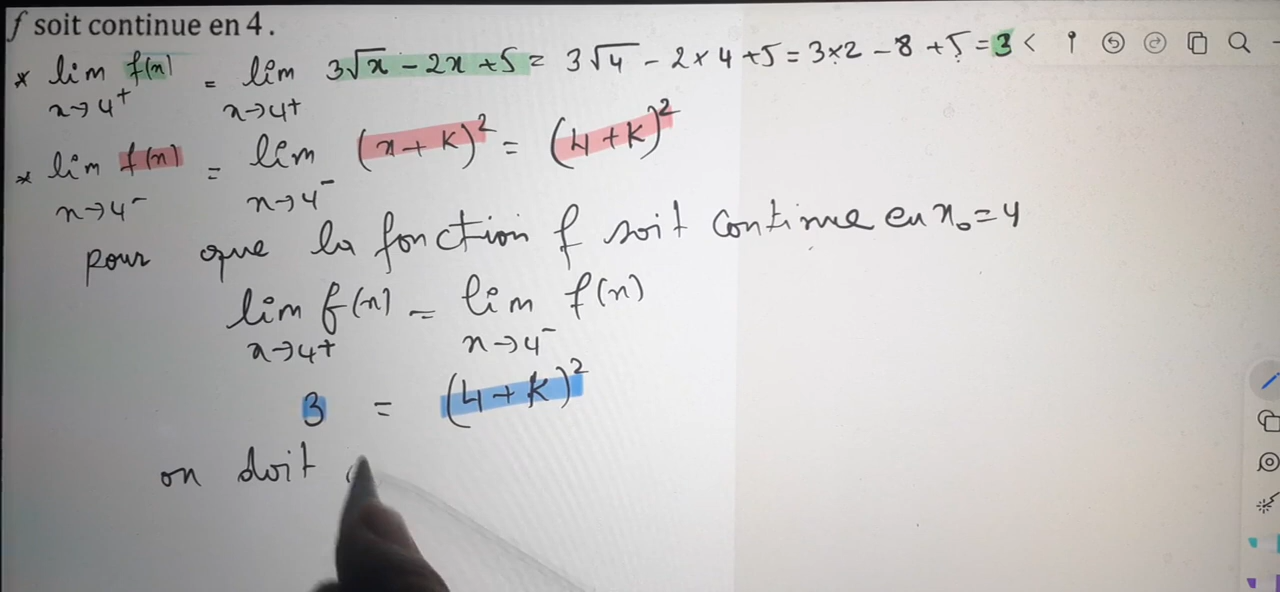 f soit continue en 4.
* lim f(x) = lim 3√x - 2x + 5 = 3√4 - 2×4 + 5 = 3×2 - 8 + 5 = 3
x→4⁺ x→4⁺
* lim f(x) = lim (x + k)² = (4 + k)²
x→4⁻ x→4⁻
pour que la fonction f soit continue en x₀ = 4
lim f(x) = lim f(x)
x→4⁺ x→4⁻
3 = (4 + k)²
on doit